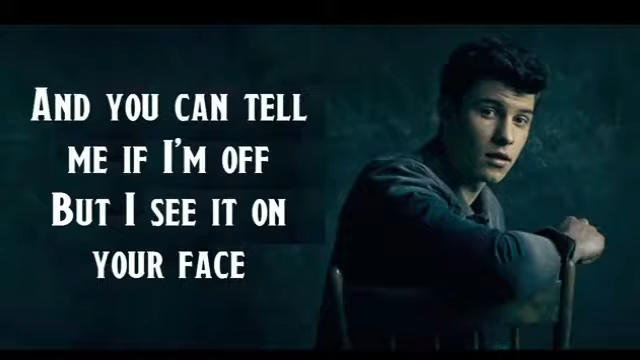 AND YOU CAN TELL
ME IF I'M OFF
BUT I SEE IT ON
YOUR FACE